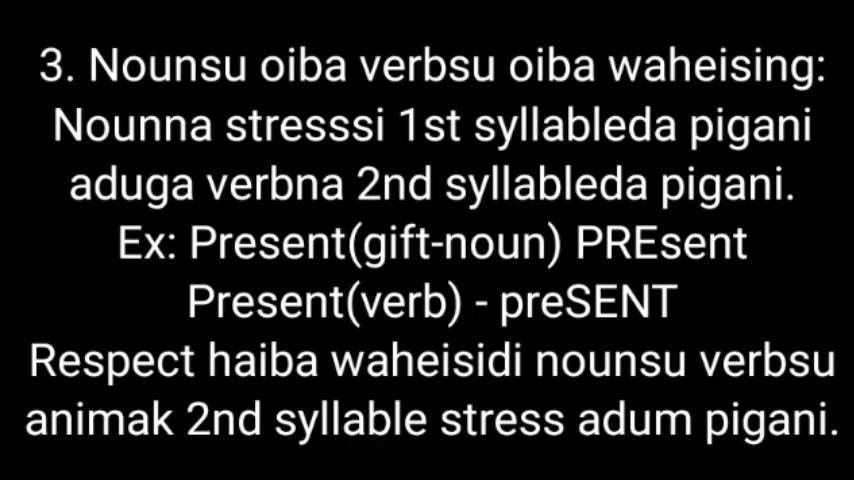 3. Nounsu oiba verbsu oiba waheising:
Nounna stresssi 1st syllableda pigani
aduga verbna 2nd syllableda pigani.
Ex: Present(gift-noun) PREsent
Present(verb) - preSENT
Respect haiba waheisidi nounsu verbsu
animak 2nd syllable stress adum pigani.